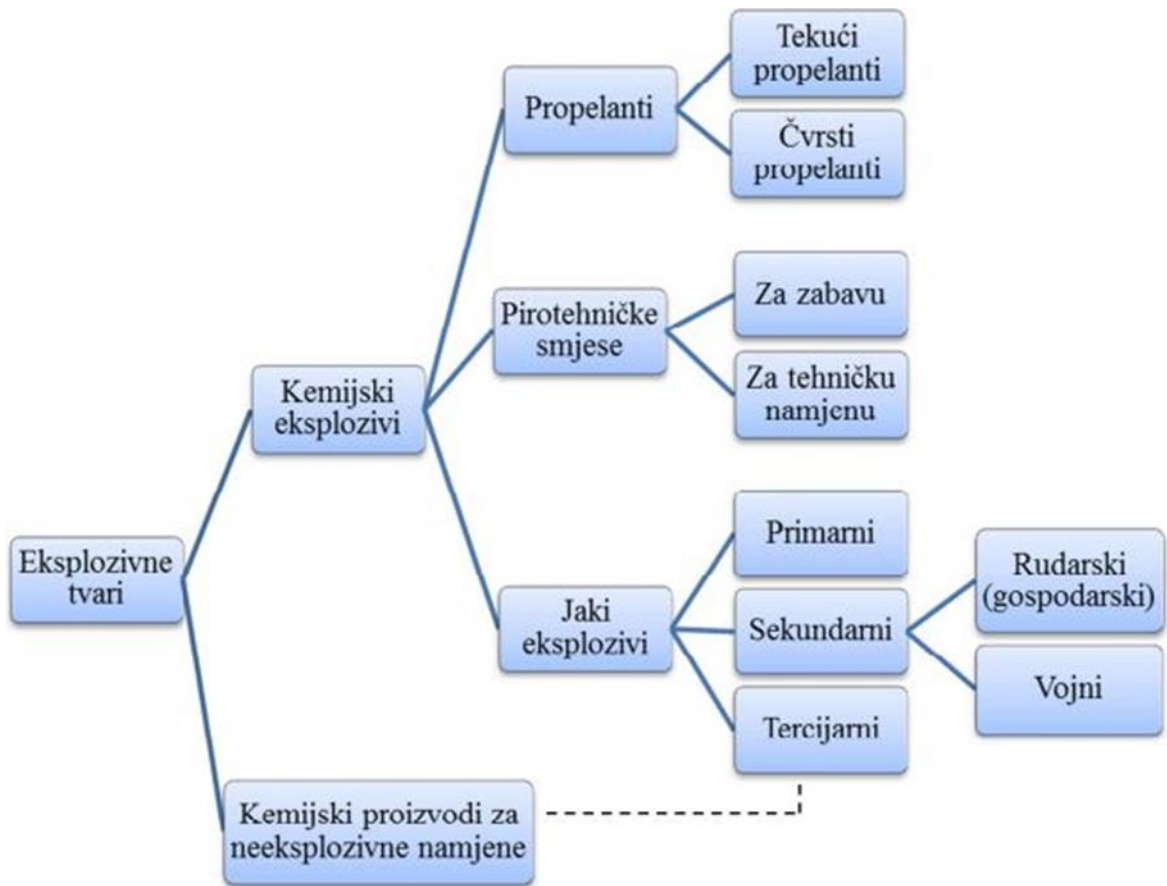 Tekući
propelanti
Propelanti
Čvrsti
propelanti
Za zabavu
Pirotehničke
smjese
Za tehničku
namjenu
Kemijski
eksplozivi
Primarni
Rudarski
(gospodarski)
Eksplozivne
tvari
Jaki
eksplozivi
Sekundarni
Vojni
Tercijarni
Kemijski proizvodi za
neeksplozivne namjene